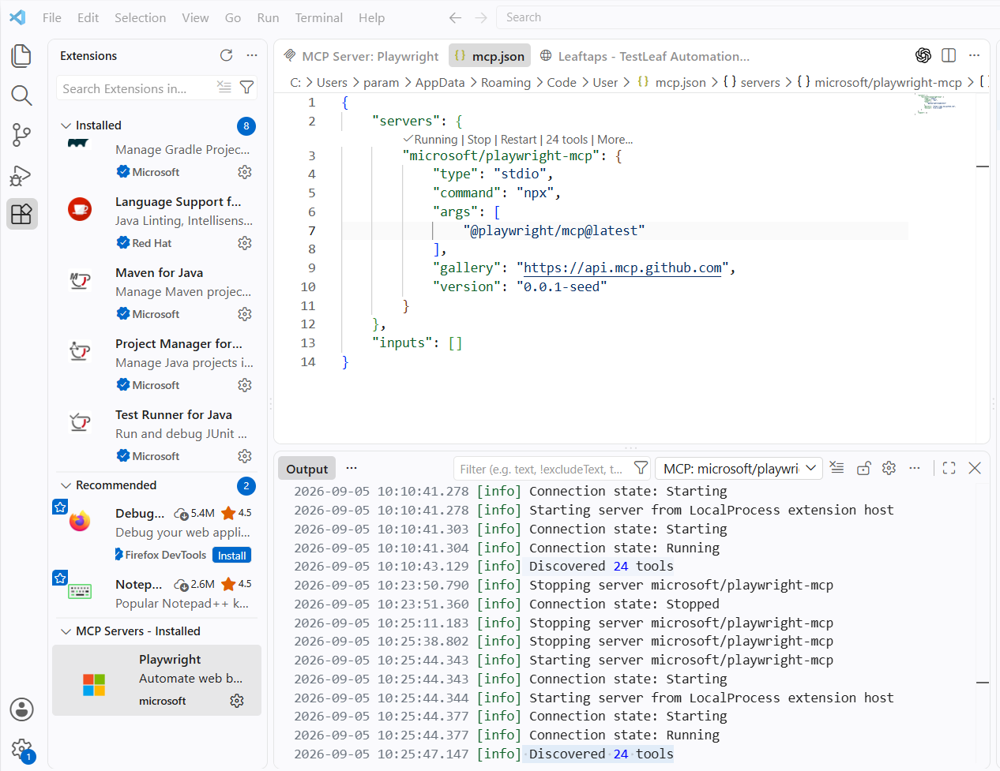 File Edit Selection View Go Run Terminal Help
Search
Extensions
Search Extensions in...
Installed 8
Manage Gradle Projec...
Microsoft
Language Support f...
Java Linting, Intellisens...
Red Hat
Maven for Java
Manage Maven projec...
Microsoft
Project Manager for...
Manage Java projects i...
Microsoft
Test Runner for Java
Run and debug JUnit ...
Microsoft
Recommended 2
Debug... 5.4M 4.5
Debug your web appli...
Firefox DevTools Install
Notep... 2.6M 4.5
Popular Notepad++ k...
MCP Servers - Installed
Playwright
Automate web b...
microsoft
1
MCP Server: Playwright {} mcp.json Leaftaps - TestLeaf Automation...
C: > Users > param > AppData > Roaming > Code > User > {} mcp.json > {} servers > {} microsoft/playwright-mcp > [
1 {
2 "servers": {
✓Running | Stop | Restart | 24 tools | More...
3 "microsoft/playwright-mcp": {
4 "type": "stdio",
5 "command": "npx",
6 "args": [
7 "@playwright/mcp@latest"
8 ],
9 "gallery": "https://api.mcp.github.com",
10 "version": "0.0.1-seed"
11 }
12 },
13 "inputs": []
14 }
Output
Filter (e.g. text, !excludeText, t...
MCP: microsoft/playwri
2026-09-05 10:10:41.278 [info] Connection state: Starting
2026-09-05 10:10:41.278 [info] Starting server from LocalProcess extension host
2026-09-05 10:10:41.303 [info] Connection state: Starting
2026-09-05 10:10:41.304 [info] Connection state: Running
2026-09-05 10:10:43.129 [info] Discovered 24 tools
2026-09-05 10:23:50.790 [info] Stopping server microsoft/playwright-mcp
2026-09-05 10:23:51.360 [info] Connection state: Stopped
2026-09-05 10:25:11.183 [info] Stopping server microsoft/playwright-mcp
2026-09-05 10:25:38.802 [info] Stopping server microsoft/playwright-mcp
2026-09-05 10:25:44.343 [info] Starting server microsoft/playwright-mcp
2026-09-05 10:25:44.343 [info] Connection state: Starting
2026-09-05 10:25:44.344 [info] Starting server from LocalProcess extension host
2026-09-05 10:25:44.377 [info] Connection state: Starting
2026-09-05 10:25:44.377 [info] Connection state: Running
2026-09-05 10:25:47.147 [info] Discovered 24 tools